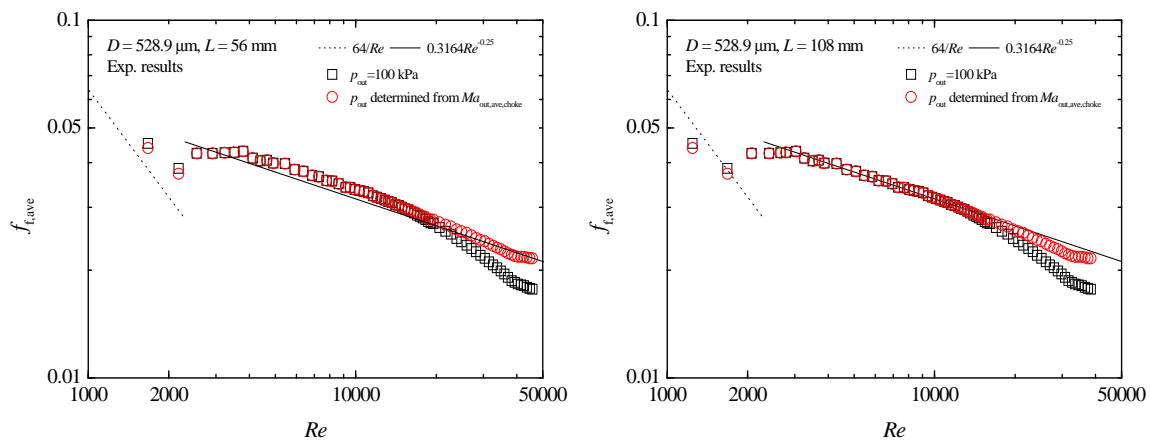 0.1
D = 528.9 μm, L = 56 mm
Exp. results
64/Re
0.3164Re^-0.25
p_out=100 kPa
p_out determined from Ma_out,ave,choke
0.05
f_f,ave
0.01
1000
2000
10000
50000
Re
0.1
D = 528.9 μm, L = 108 mm
Exp. results
64/Re
0.3164Re^-0.25
p_out=100 kPa
p_out determined from Ma_out,ave,choke
0.05
f_f,ave
0.01
1000
2000
10000
50000
Re